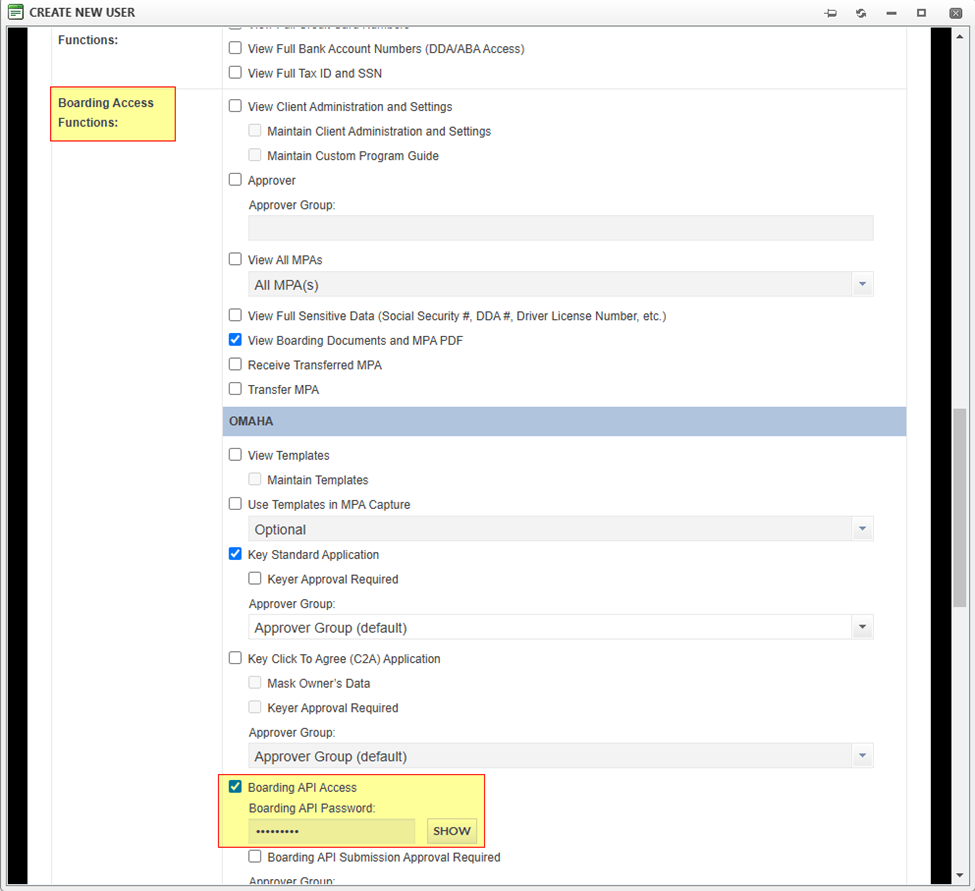 CREATE NEW USER
Functions:
View Full Credit Card Numbers
View Full Bank Account Numbers (DDA/ABA Access)
View Full Tax ID and SSN
Boarding Access
Functions:
View Client Administration and Settings
Maintain Client Administration and Settings
Maintain Custom Program Guide
Approver
Approver Group:
View All MPAs
All MPA(s)
View Full Sensitive Data (Social Security #, DDA #, Driver License Number, etc.)
View Boarding Documents and MPA PDF
Receive Transferred MPA
Transfer MPA
OMAHA
View Templates
Maintain Templates
Use Templates in MPA Capture
Optional
Key Standard Application
Keyer Approval Required
Approver Group:
Approver Group (default)
Key Click To Agree (C2A) Application
Mask Owner's Data
Keyer Approval Required
Approver Group:
Approver Group (default)
Boarding API Access
Boarding API Password:
•••••••••
SHOW
Boarding API Submission Approval Required
Approver Group: